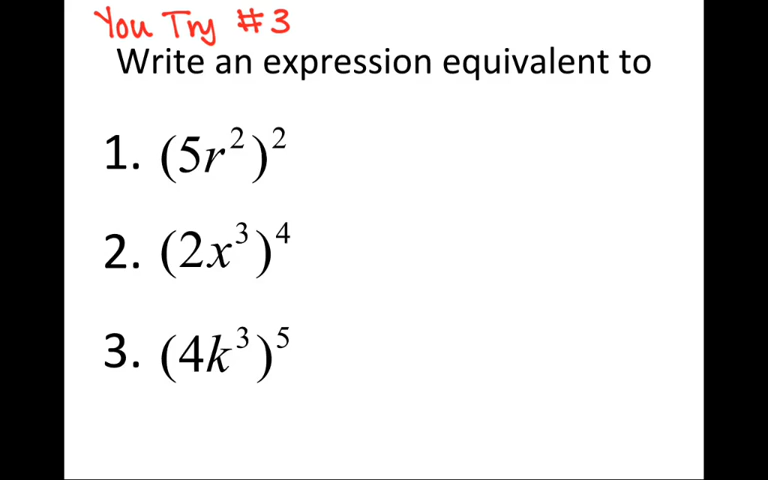 You Try #3
Write an expression equivalent to
1. (5r²)²
2. (2x³)⁴
3. (4k³)⁵